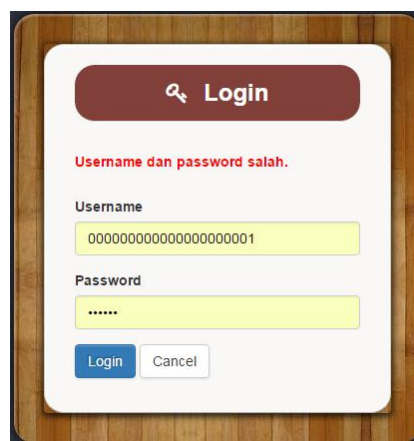 Login
Username dan password salah.
Username
000000000000000000001
Password
••••••
Login
Cancel